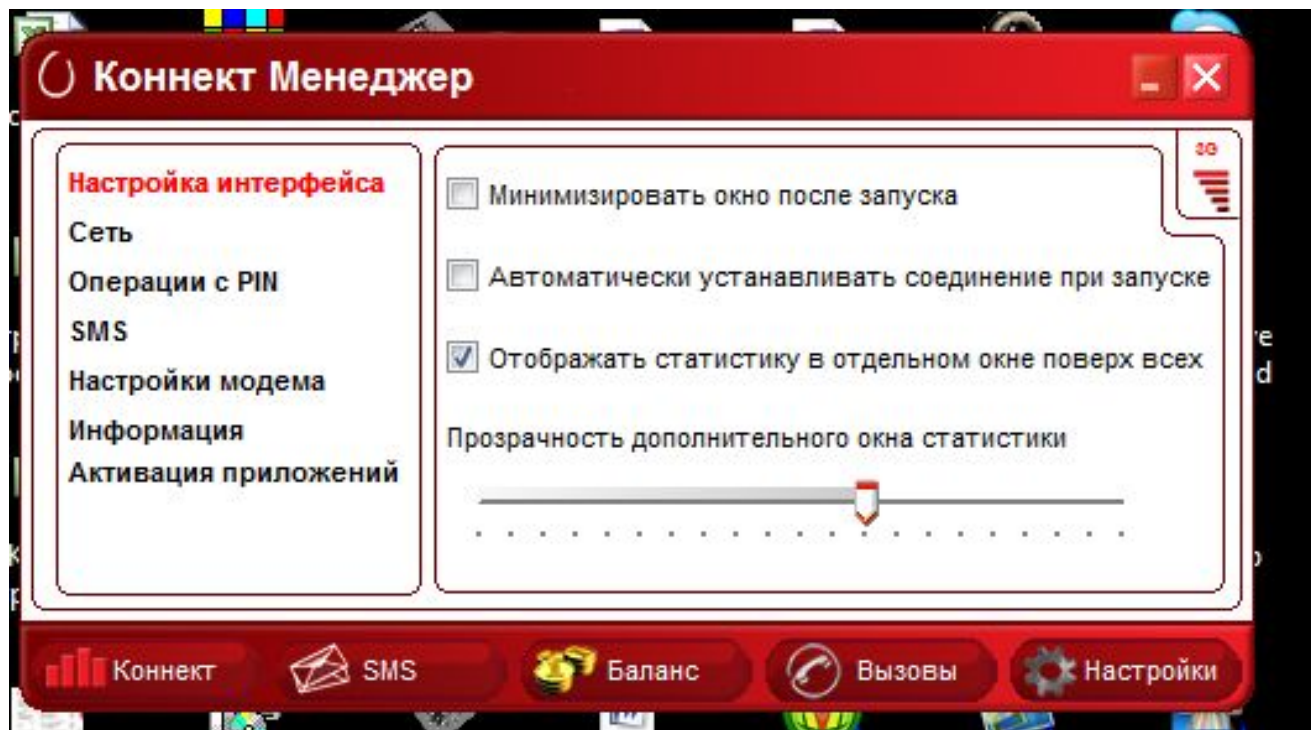 Коннект Менеджер
3G
Настройка интерфейса
Сеть
Операции с PIN
SMS
Настройки модема
Информация
Активация приложений
Минимизировать окно после запуска
Автоматически устанавливать соединение при запуске
Отображать статистику в отдельном окне поверх всех
Прозрачность дополнительного окна статистики
Коннект
SMS
Баланс
Вызовы
Настройки